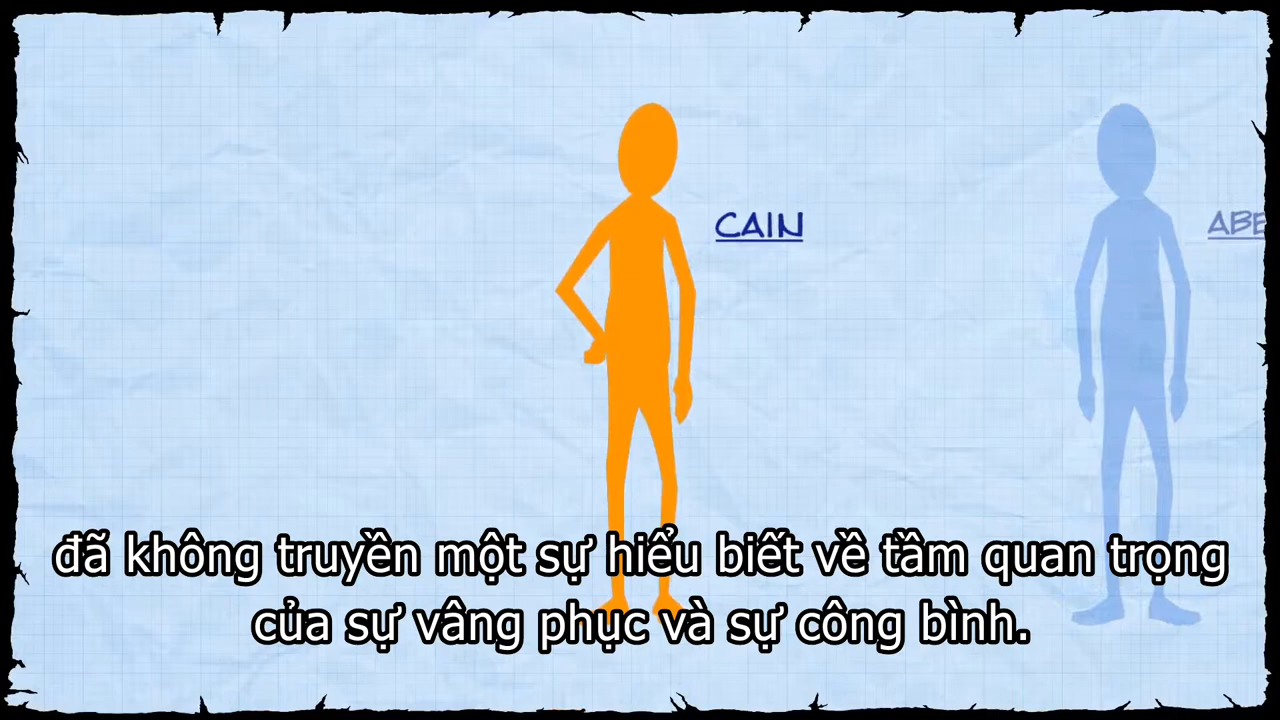 CAIN
ABE
đã không truyền một sự hiểu biết về tầm quan trọng
của sự vâng phục và sự công bình.